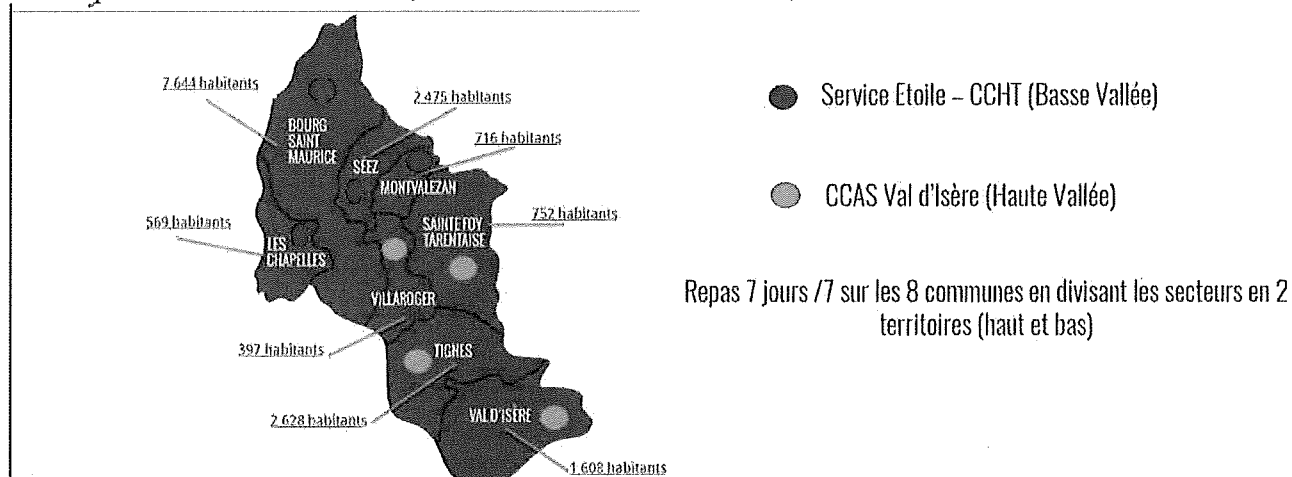 7 644 habitants
2 475 habitants
BOURG
SAINT
MAURICE
716 habitants
SÉEZ
MONTVALEZAN
569 habitants
752 habitants
SAINTE FOY
TARENTAISE
LES
CHAPELLES
VILLAROGER
397 habitants
TIGNES
2 628 habitants
VAL D'ISÈRE
1 608 habitants
Service Etoile – CCHT (Basse Vallée)
CCAS Val d'Isère (Haute Vallée)
Repas 7 jours /7 sur les 8 communes en divisant les secteurs en 2
territoires (haut et bas)